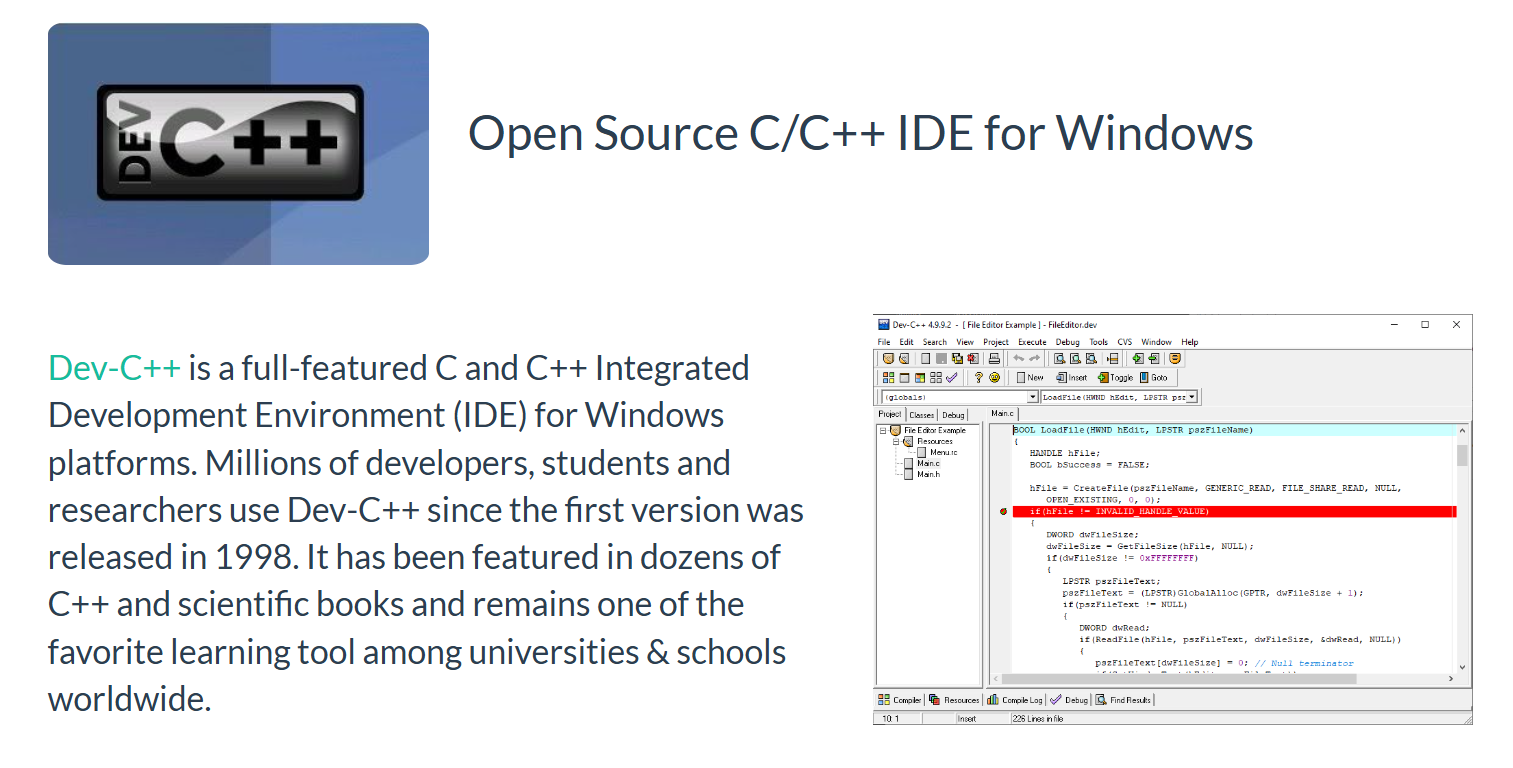 DEV C++
Open Source C/C++ IDE for Windows
Dev-C++ is a full-featured C and C++ Integrated
Development Environment (IDE) for Windows
platforms. Millions of developers, students and
researchers use Dev-C++ since the first version was
released in 1998. It has been featured in dozens of
C++ and scientific books and remains one of the
favorite learning tool among universities & schools
worldwide.
Dev-C++ 4.9.9.2 - [ File Editor Example ] - FileEditor.dev
File Edit Search View Project Execute Debug Tools CVS Window Help
New Insert Toggle Goto
(globals) LoadFile(HWND hEdit, LPSTR psz
Project Classes Debug Main.c
File Editor Example
Resources
Menu.rc
Main.c
Main.h
BOOL LoadFile(HWND hEdit, LPSTR pszFileName)
{
HANDLE hFile;
BOOL bSuccess = FALSE;
hFile = CreateFile(pszFileName, GENERIC_READ, FILE_SHARE_READ, NULL,
OPEN_EXISTING, 0, 0);
if(hFile != INVALID_HANDLE_VALUE)
{
DWORD dwFileSize;
dwFileSize = GetFileSize(hFile, NULL);
if(dwFileSize != 0xFFFFFFFF)
{
LPSTR pszFileText;
pszFileText = (LPSTR)GlobalAlloc(GPTR, dwFileSize + 1);
if(pszFileText != NULL)
{
DWORD dwRead;
if(ReadFile(hFile, pszFileText, dwFileSize, &dwRead, NULL))
{
pszFileText[dwFileSize] = 0; // Null terminator
Compiler Resources Compile Log Debug Find Results
10: 1 Insert 226 Lines in file